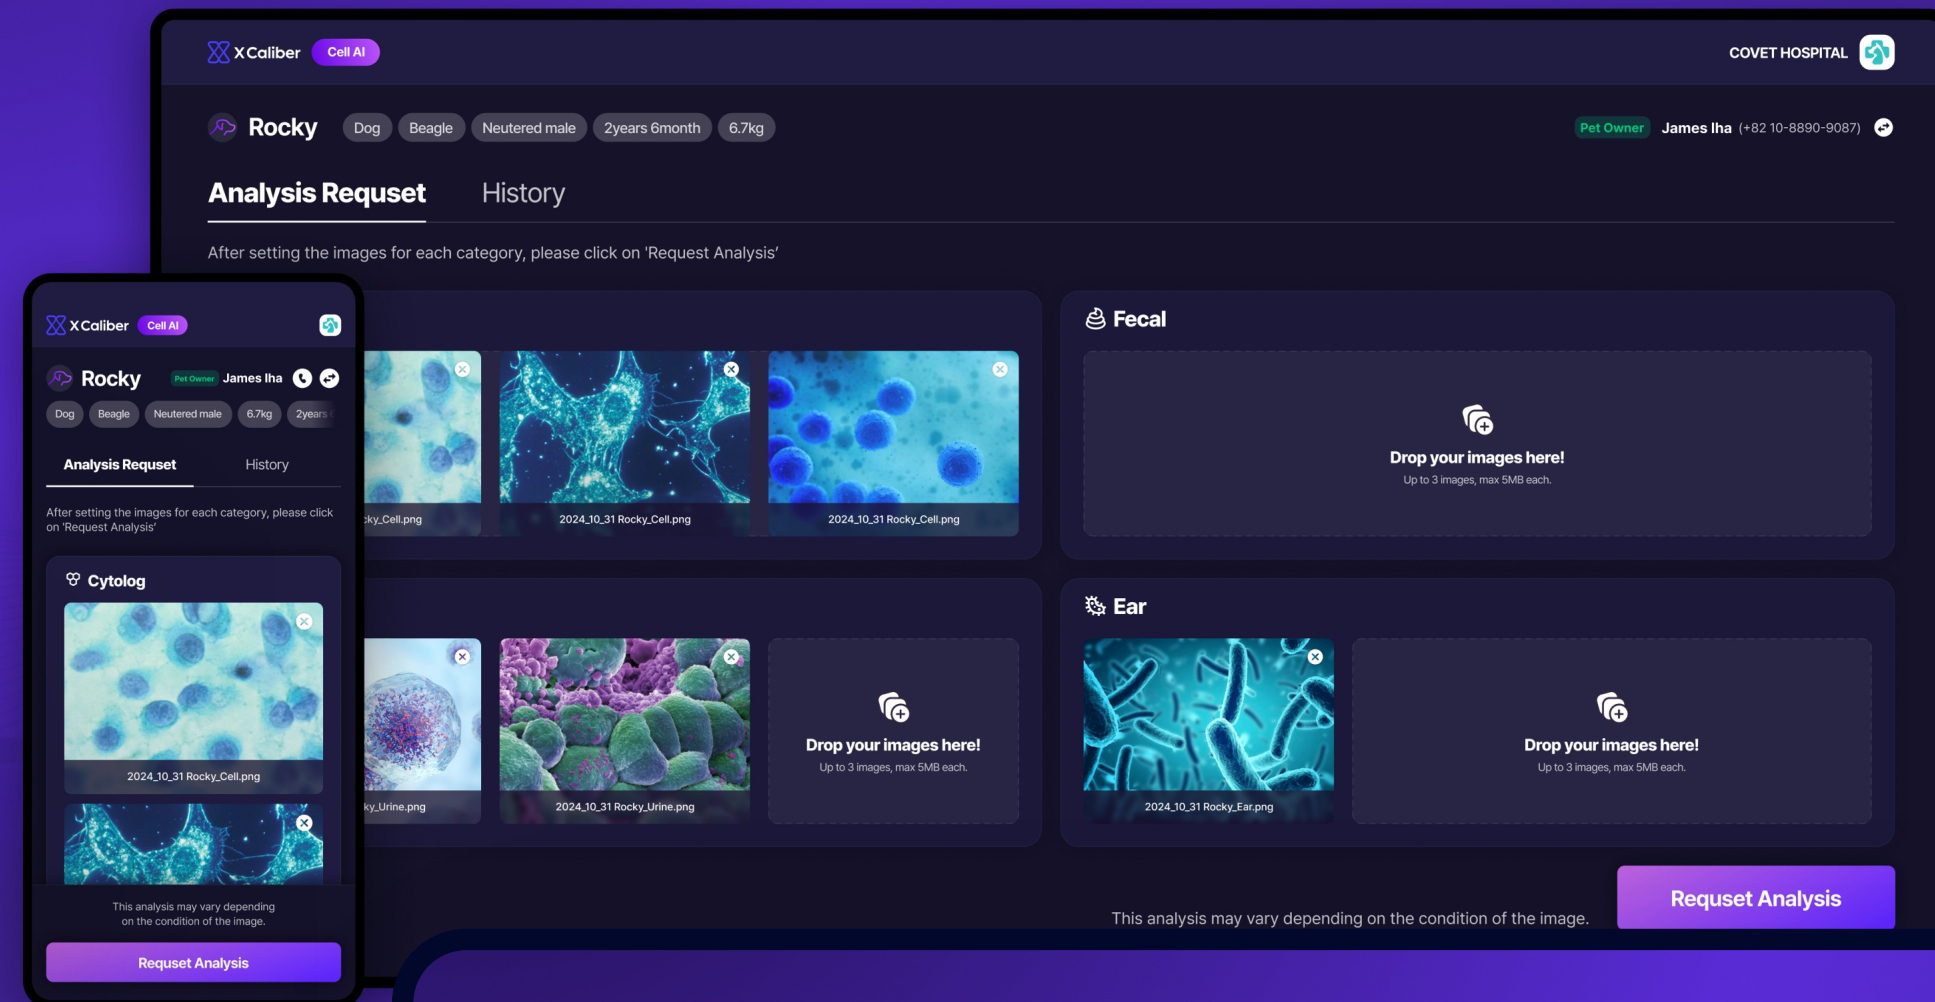 X Caliber Cell AI
COVET HOSPITAL
Rocky Dog Beagle Neutered male 2years 6month 6.7kg
Pet Owner James Iha (+82 10-8890-9087)
Analysis Requset History
After setting the images for each category, please click on 'Request Analysis’
ky_Cell.png
2024_10_31 Rocky_Cell.png
2024_10_31 Rocky_Cell.png
Fecal
Drop your images here!
Up to 3 images, max 5MB each.
ky_Urine.png
2024_10_31 Rocky_Urine.png
Drop your images here!
Up to 3 images, max 5MB each.
Ear
2024_10_31 Rocky_Ear.png
Drop your images here!
Up to 3 images, max 5MB each.
This analysis may vary depending on the condition of the image.
Requset Analysis
X Caliber Cell AI
Rocky Pet Owner James Iha
Dog Beagle Neutered male 6.7kg 2years
Analysis Requset History
After setting the images for each category, please click
on 'Request Analysis’
Cytolog
2024_10_31 Rocky_Cell.png
This analysis may vary depending
on the condition of the image.
Requset Analysis